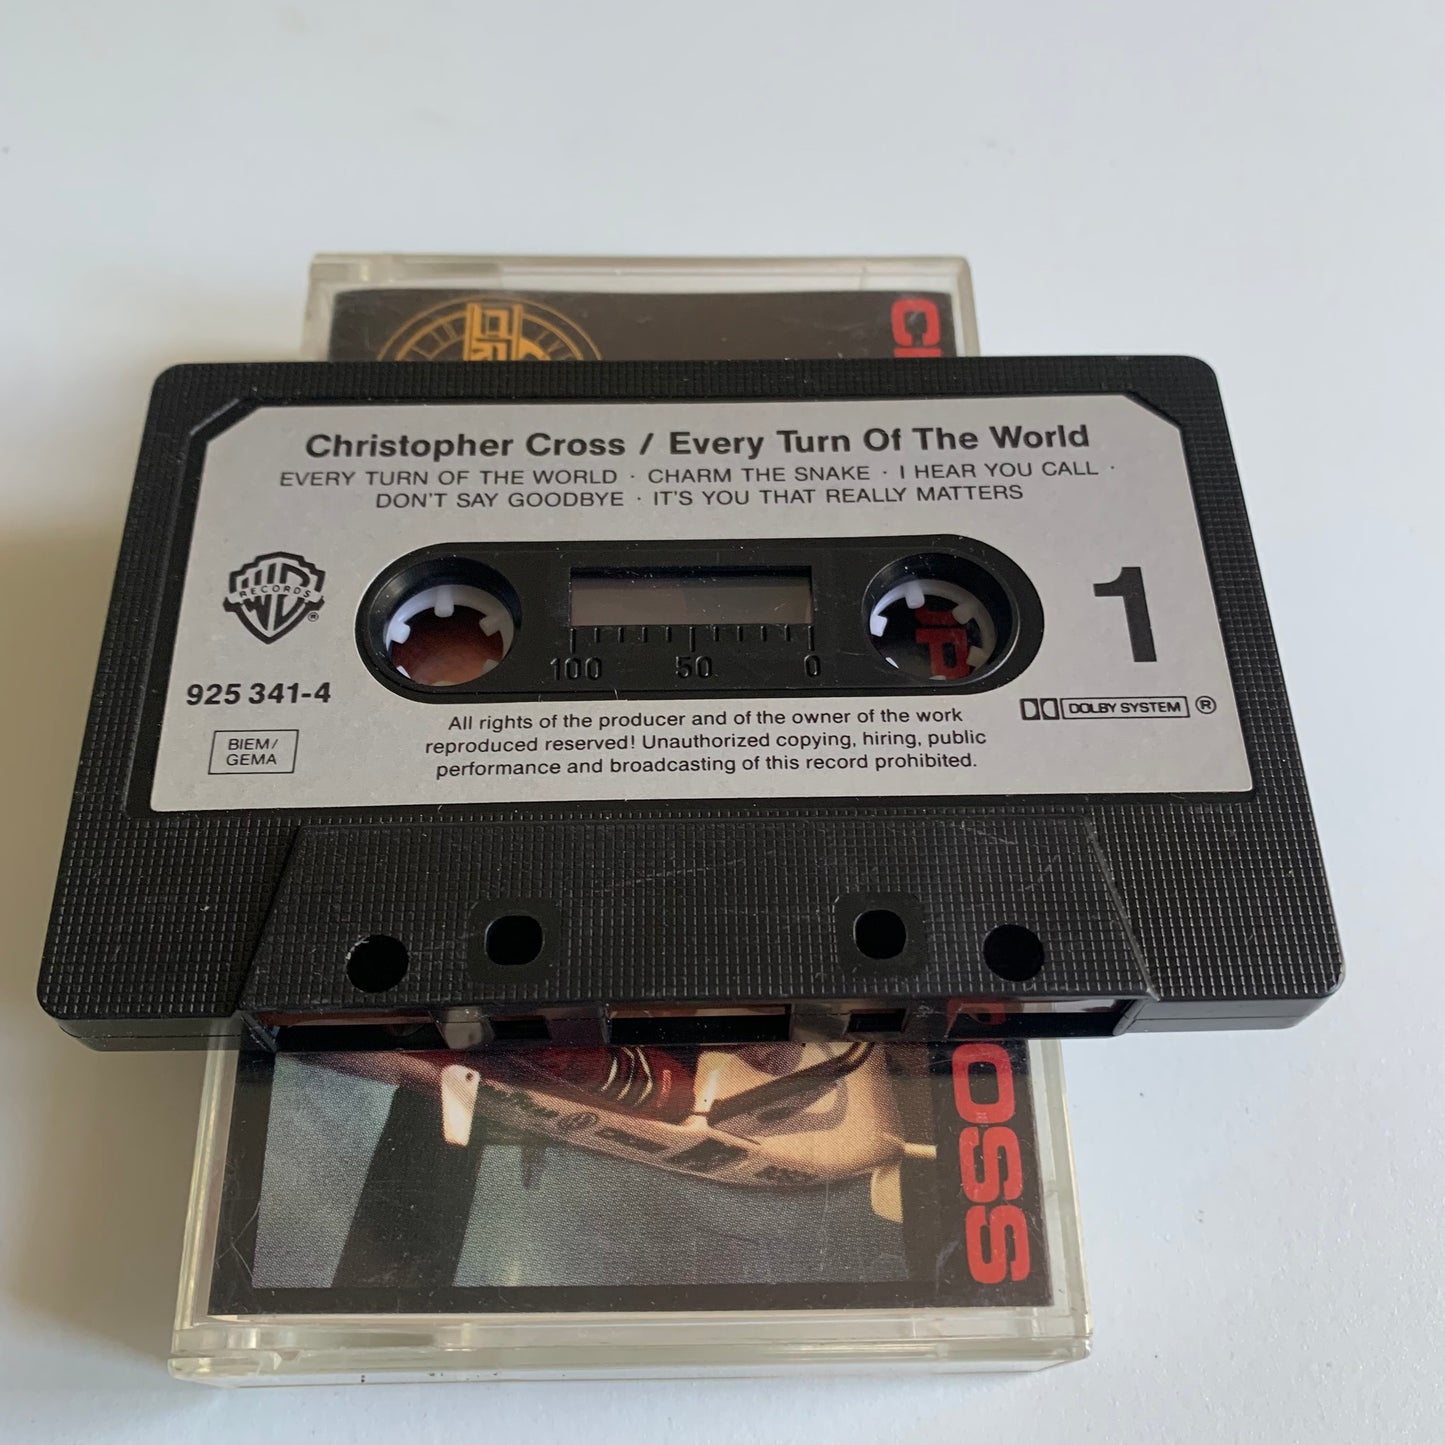 Christopher Cross / Every Turn Of The World
EVERY TURN OF THE WORLD · CHARM THE SNAKE · I HEAR YOU CALL ·
DON'T SAY GOODBYE · IT'S YOU THAT REALLY MATTERS
RECORDS
®
1
100 50 0
925 341-4
DOLBY SYSTEM ®
BIEM/
GEMA
All rights of the producer and of the owner of the work
reproduced reserved! Unauthorized copying, hiring, public
performance and broadcasting of this record prohibited.
OSS